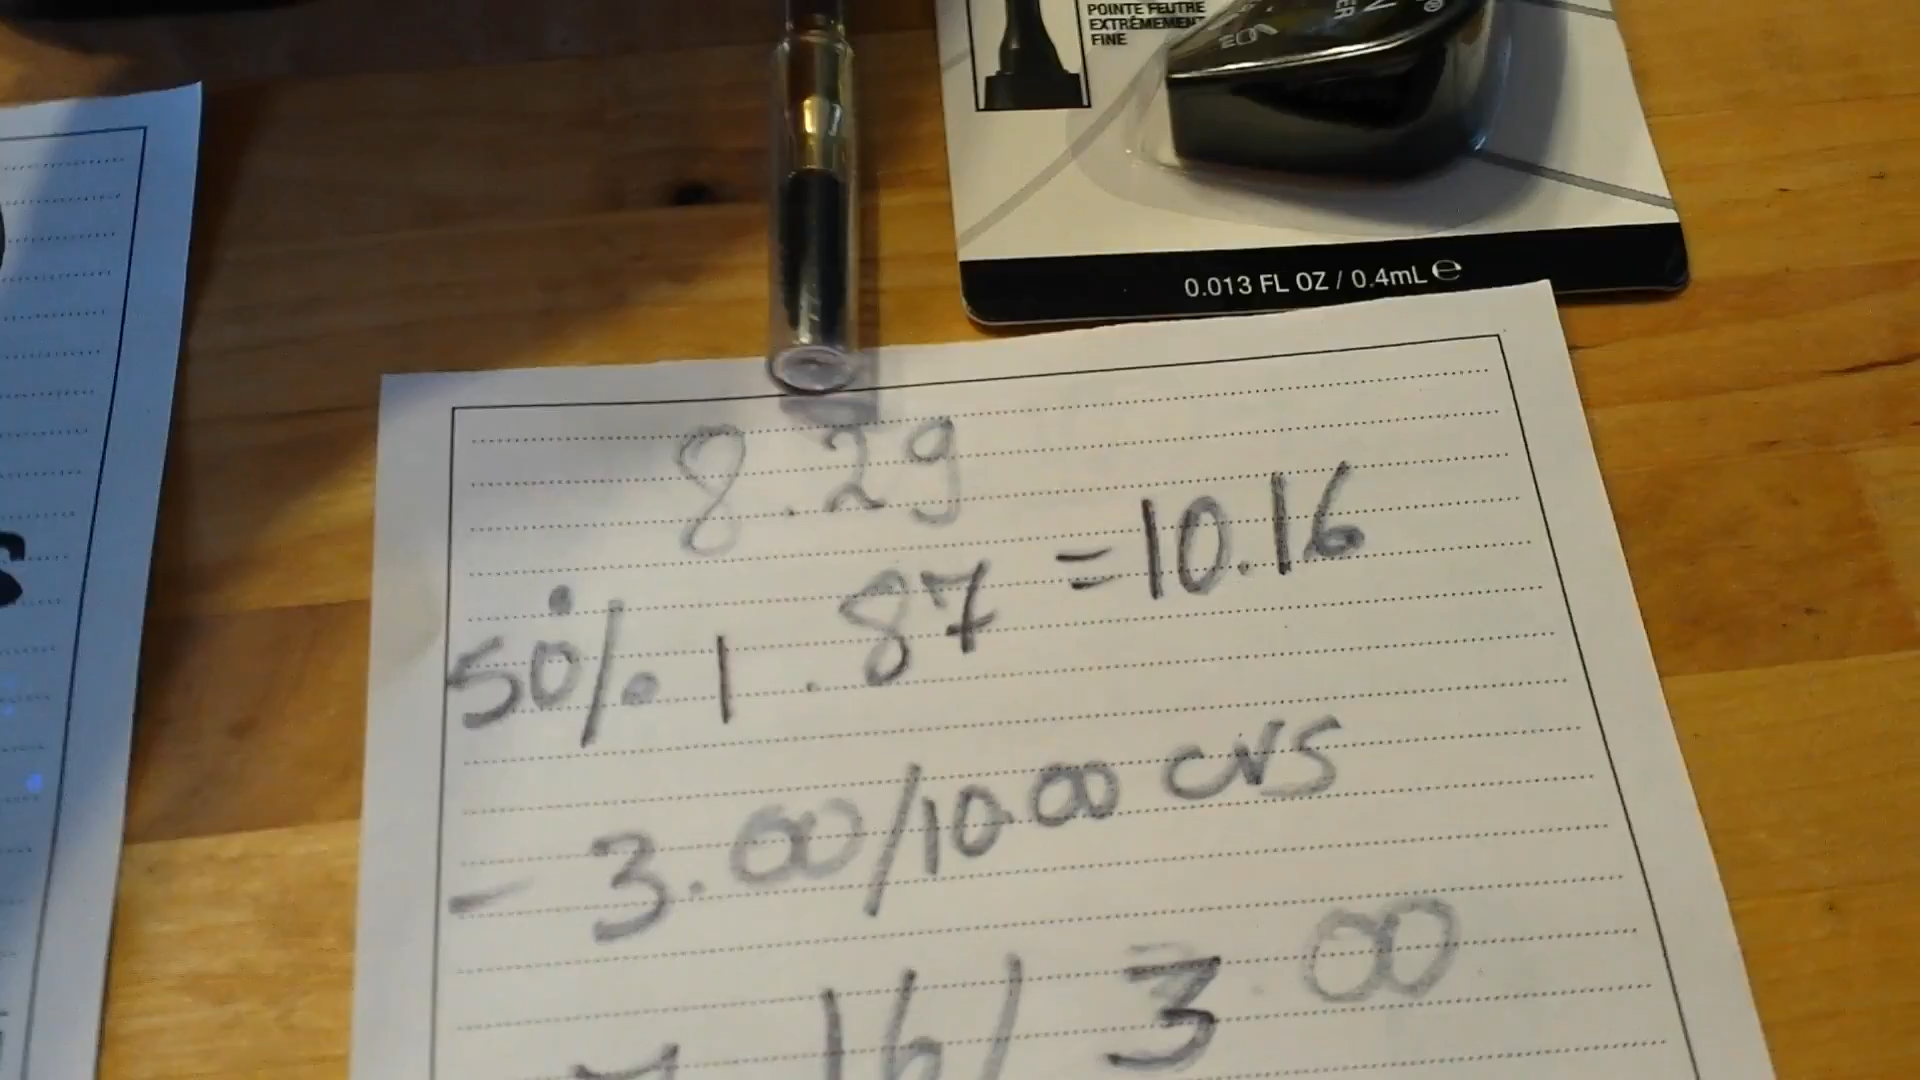 POINTE FEUTRE
EXTRÊMEMENT
FINE
0.013 FL OZ / 0.4mL e
8.29
50% 1.87 = 10.16
- 3.00/10.00 CVS
7.16/3.00